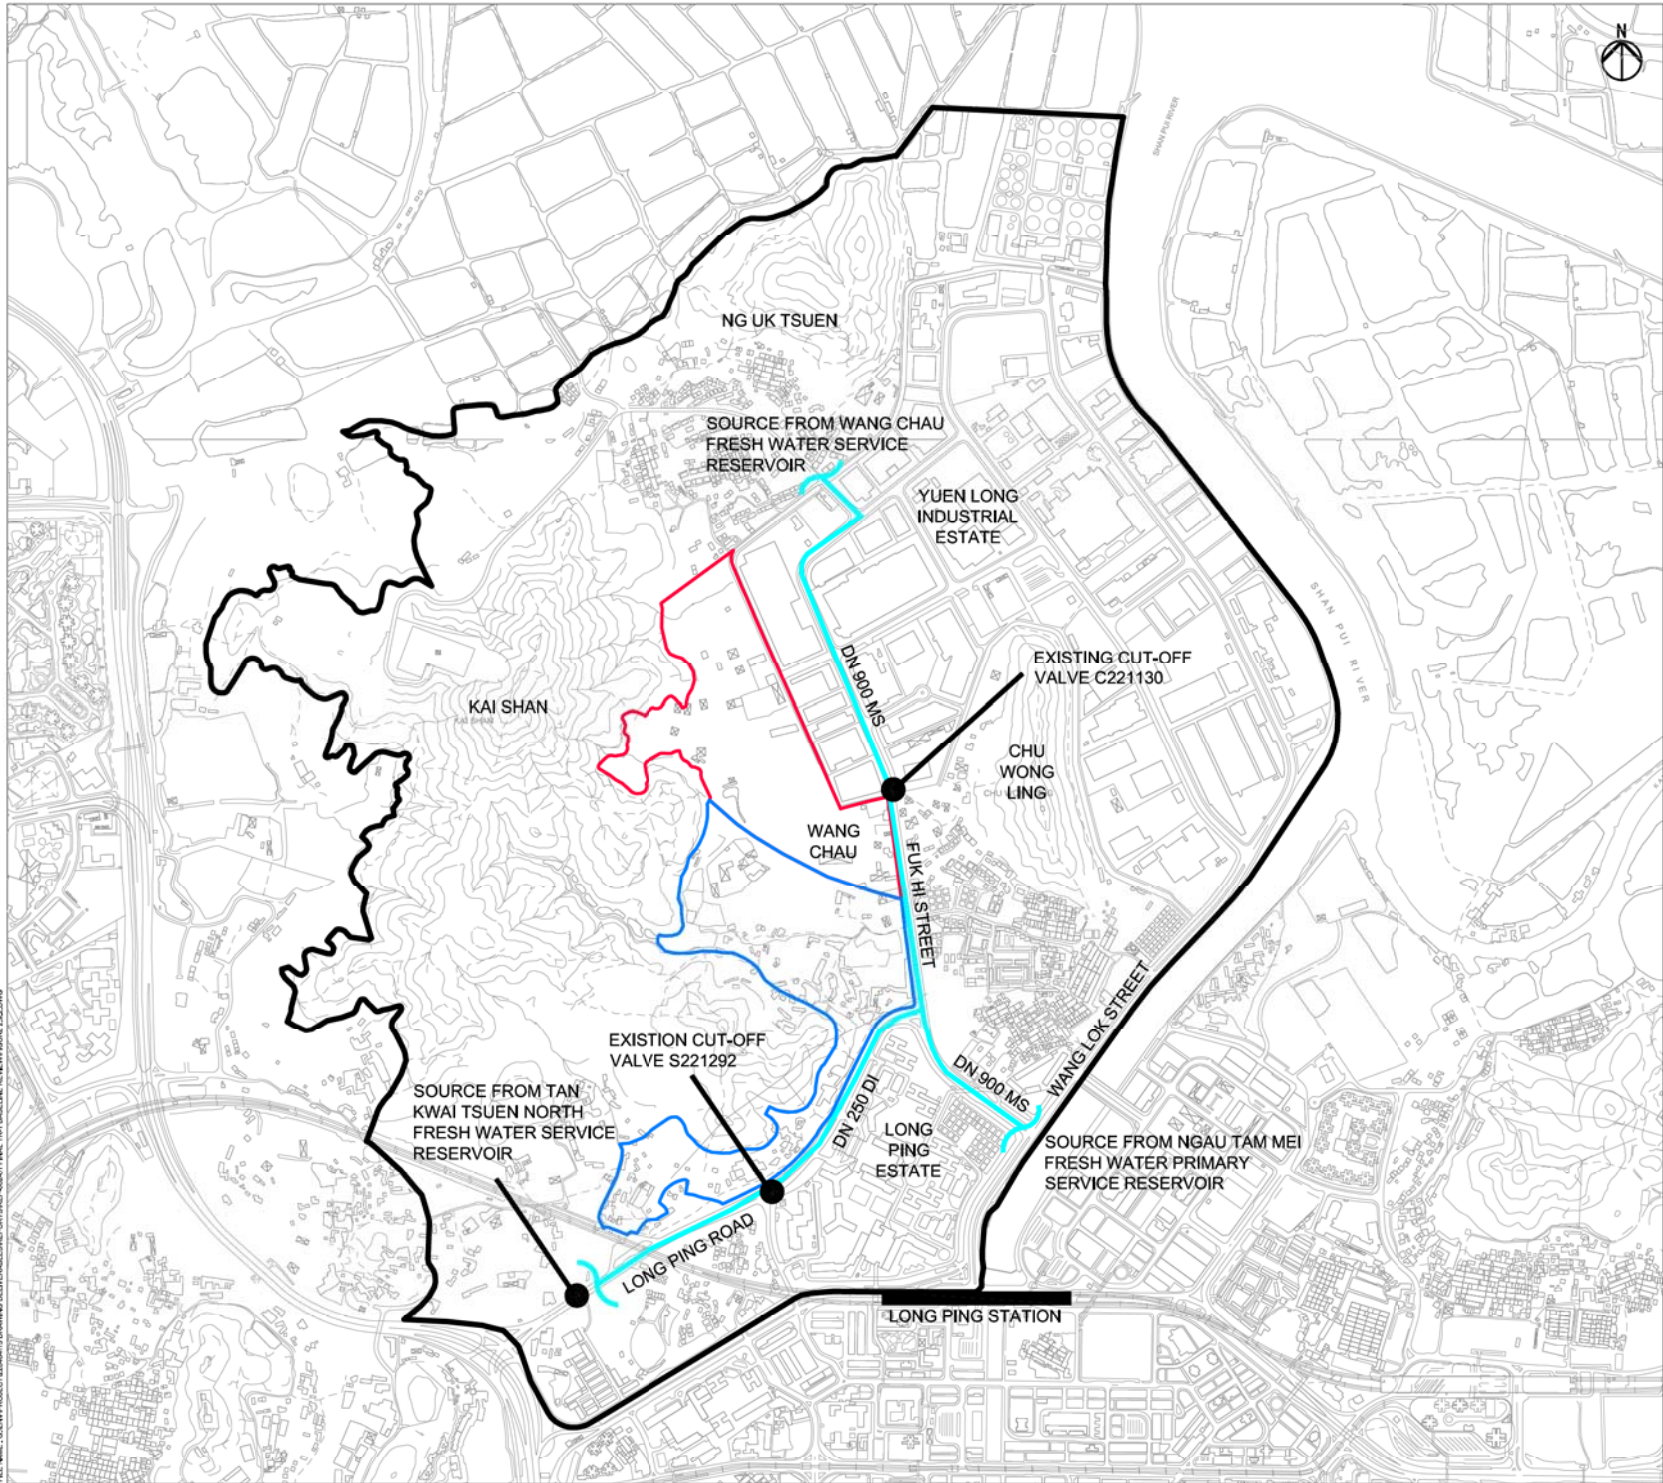 N
SHAN PUI RIVER
NG UK TSUEN
SOURCE FROM WANG CHAU
FRESH WATER SERVICE
RESERVOIR
YUEN LONG
INDUSTRIAL
ESTATE
SHAN PUI RIVER
DN 900 MS
EXISTING CUT-OFF
VALVE C221130
KAI SHAN
KAI SHAN
CHU
WONG
LING
WANG
CHAU
FUK HI STREET
WANG LOK STREET
EXISTION CUT-OFF
VALVE S221292
DN 900 MS
DN 250 DI
SOURCE FROM TAN
KWAI TSUEN NORTH
FRESH WATER SERVICE
RESERVOIR
LONG
PING
ESTATE
SOURCE FROM NGAU TAM MEI
FRESH WATER PRIMARY
SERVICE RESERVOIR
LONG PING ROAD
LONG PING STATION